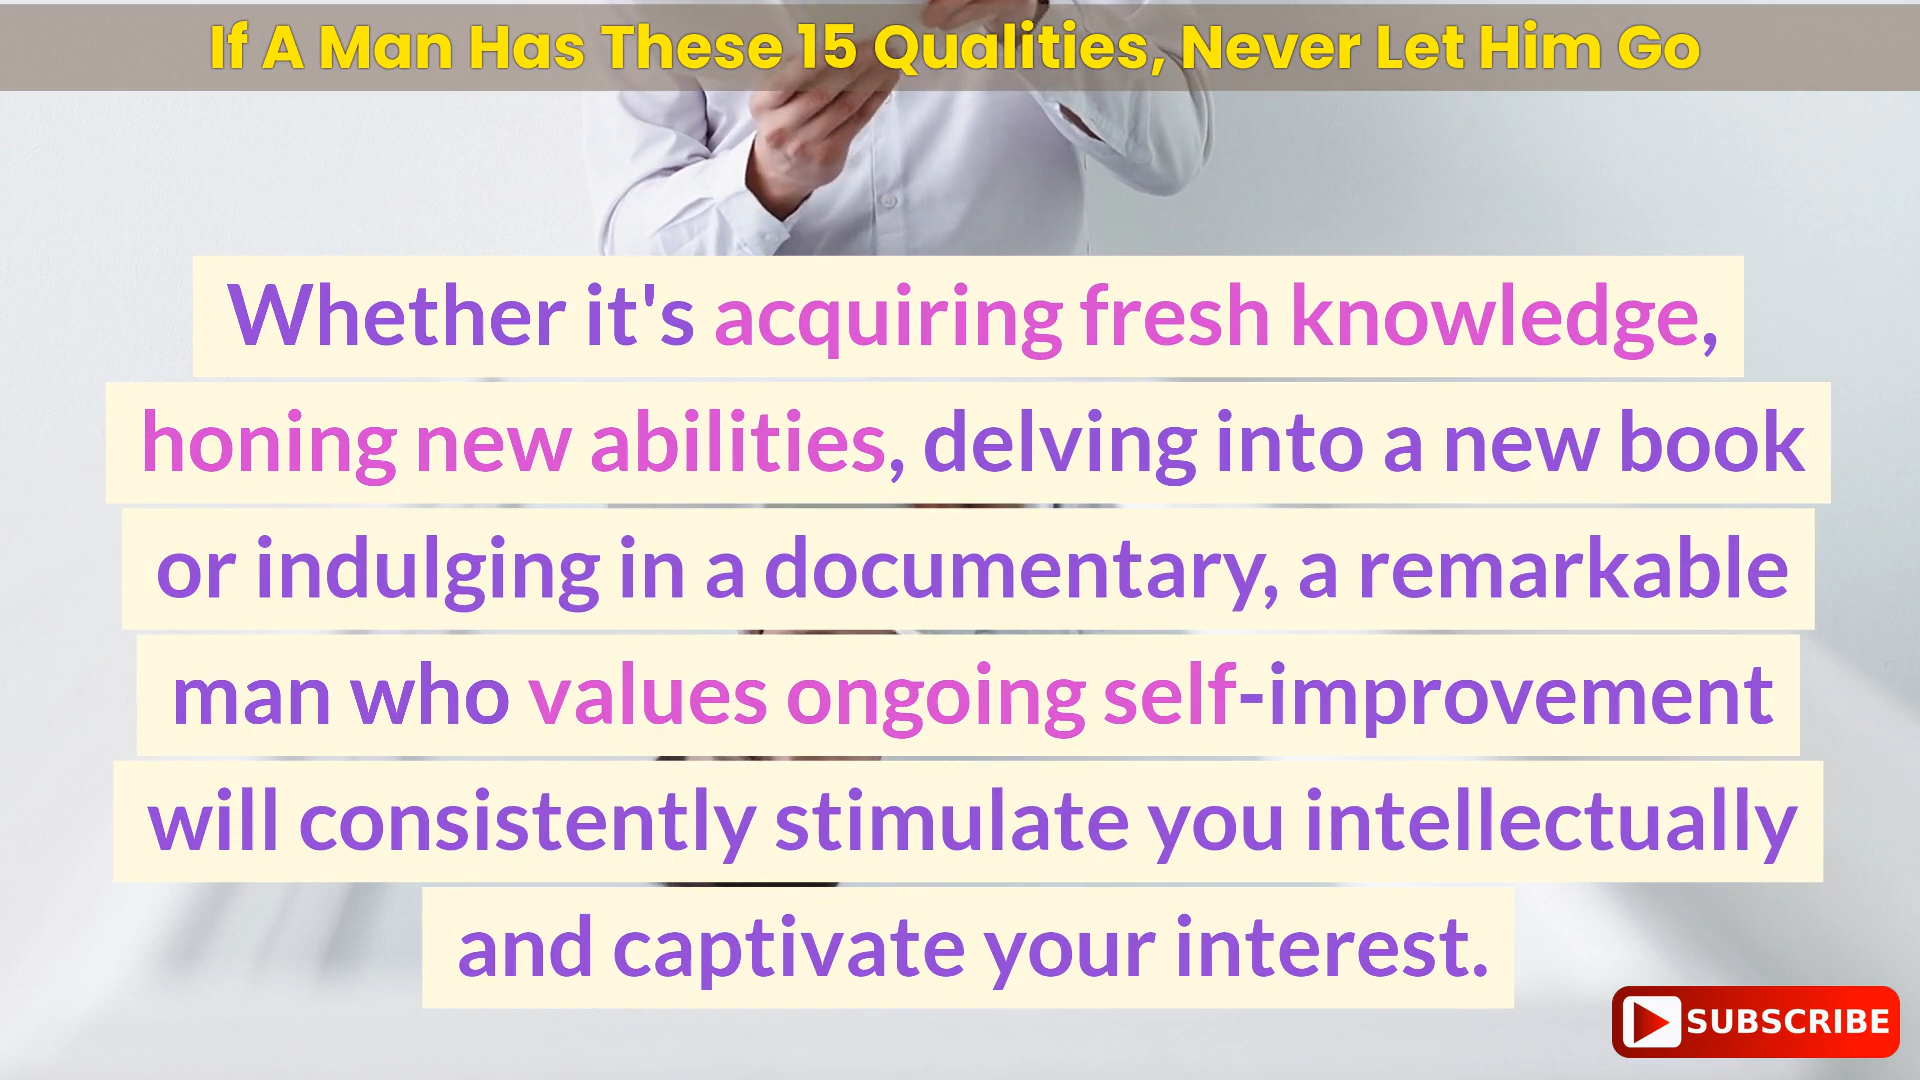 If A Man Has These 15 Qualities, Never Let Him Go
Whether it's acquiring fresh knowledge,
honing new abilities, delving into a new book
or indulging in a documentary, a remarkable
man who values ongoing self-improvement
will consistently stimulate you intellectually
and captivate your interest.
SUBSCRIBE